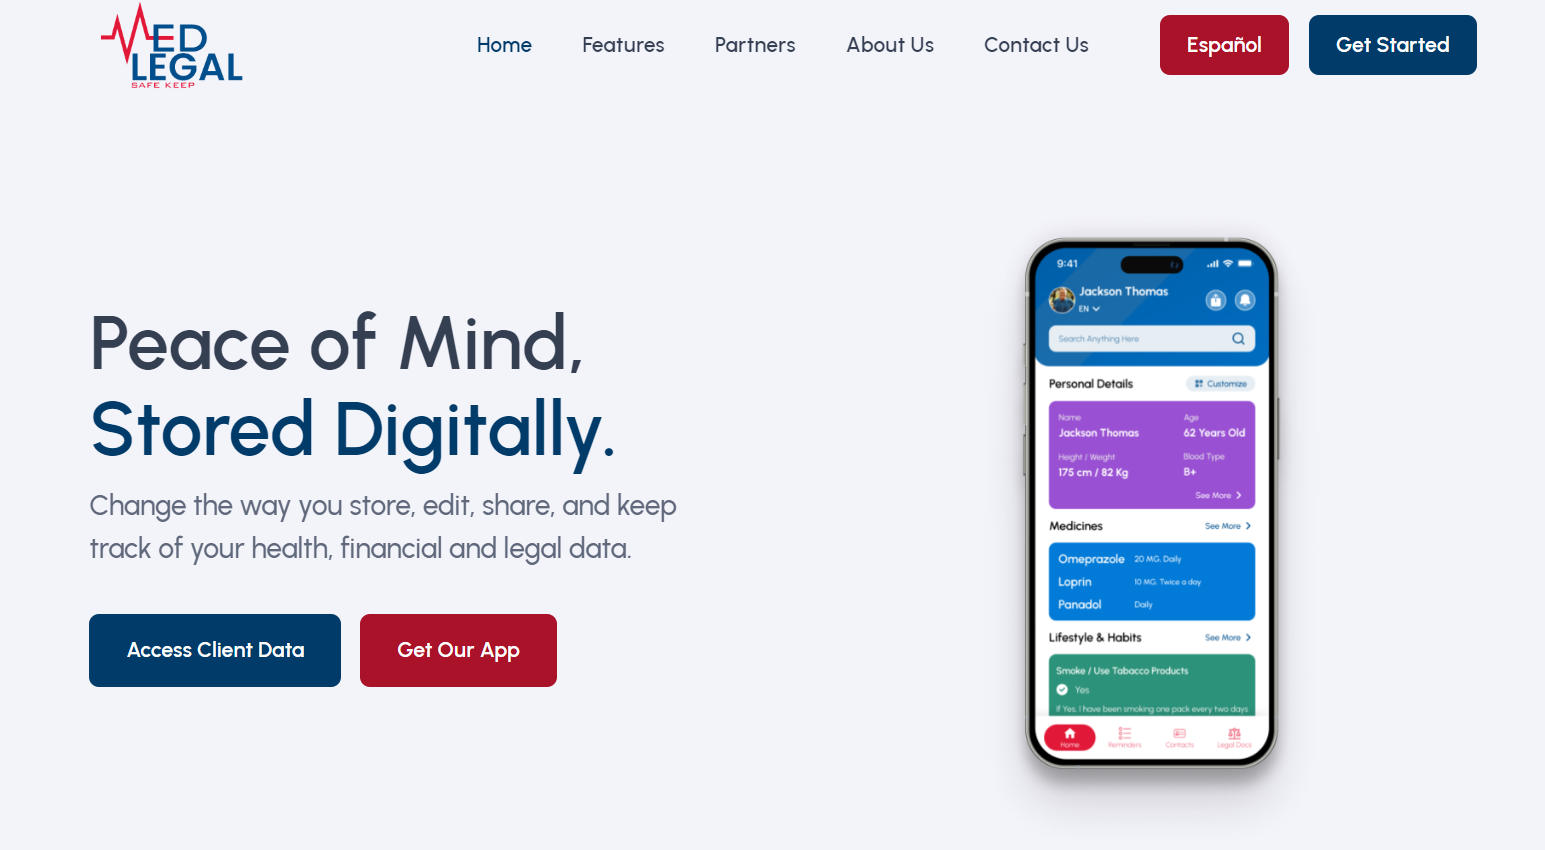 MED
LEGAL
SAFE KEEP
Home
Features
Partners
About Us
Contact Us
Español
Get Started
Peace of Mind,
Stored Digitally.
Change the way you store, edit, share, and keep
track of your health, financial and legal data.
Access Client Data
Get Our App
9:41
Jackson Thomas
EN
Search Anything Here
Personal Details
Customize
Name
Age
Jackson Thomas
62 Years Old
Height / Weight
Blood Type
175 cm / 82 Kg
B+
See More
Medicines
See More
Omeprazole 20 MG, Daily
Loprin 10 MG, Twice a day
Panadol Daily
Lifestyle & Habits
See More
Smoke / Use Tabacco Products
Yes
If Yes, I have been smoking one pack every two days
Home
Reminders
Contacts
Legal Docs